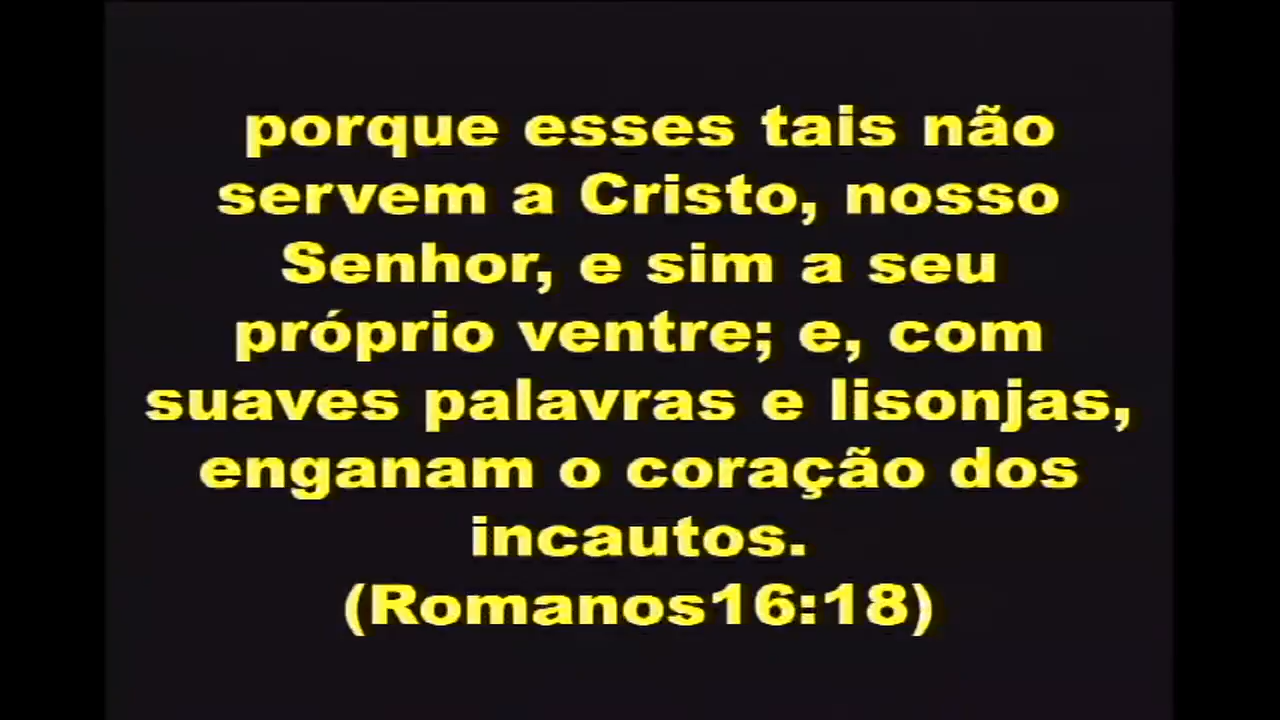 porque esses tais não
servem a Cristo, nosso
Senhor, e sim a seu
próprio ventre; e, com
suaves palavras e lisonjas,
enganam o coração dos
incautos.
(Romanos16:18)